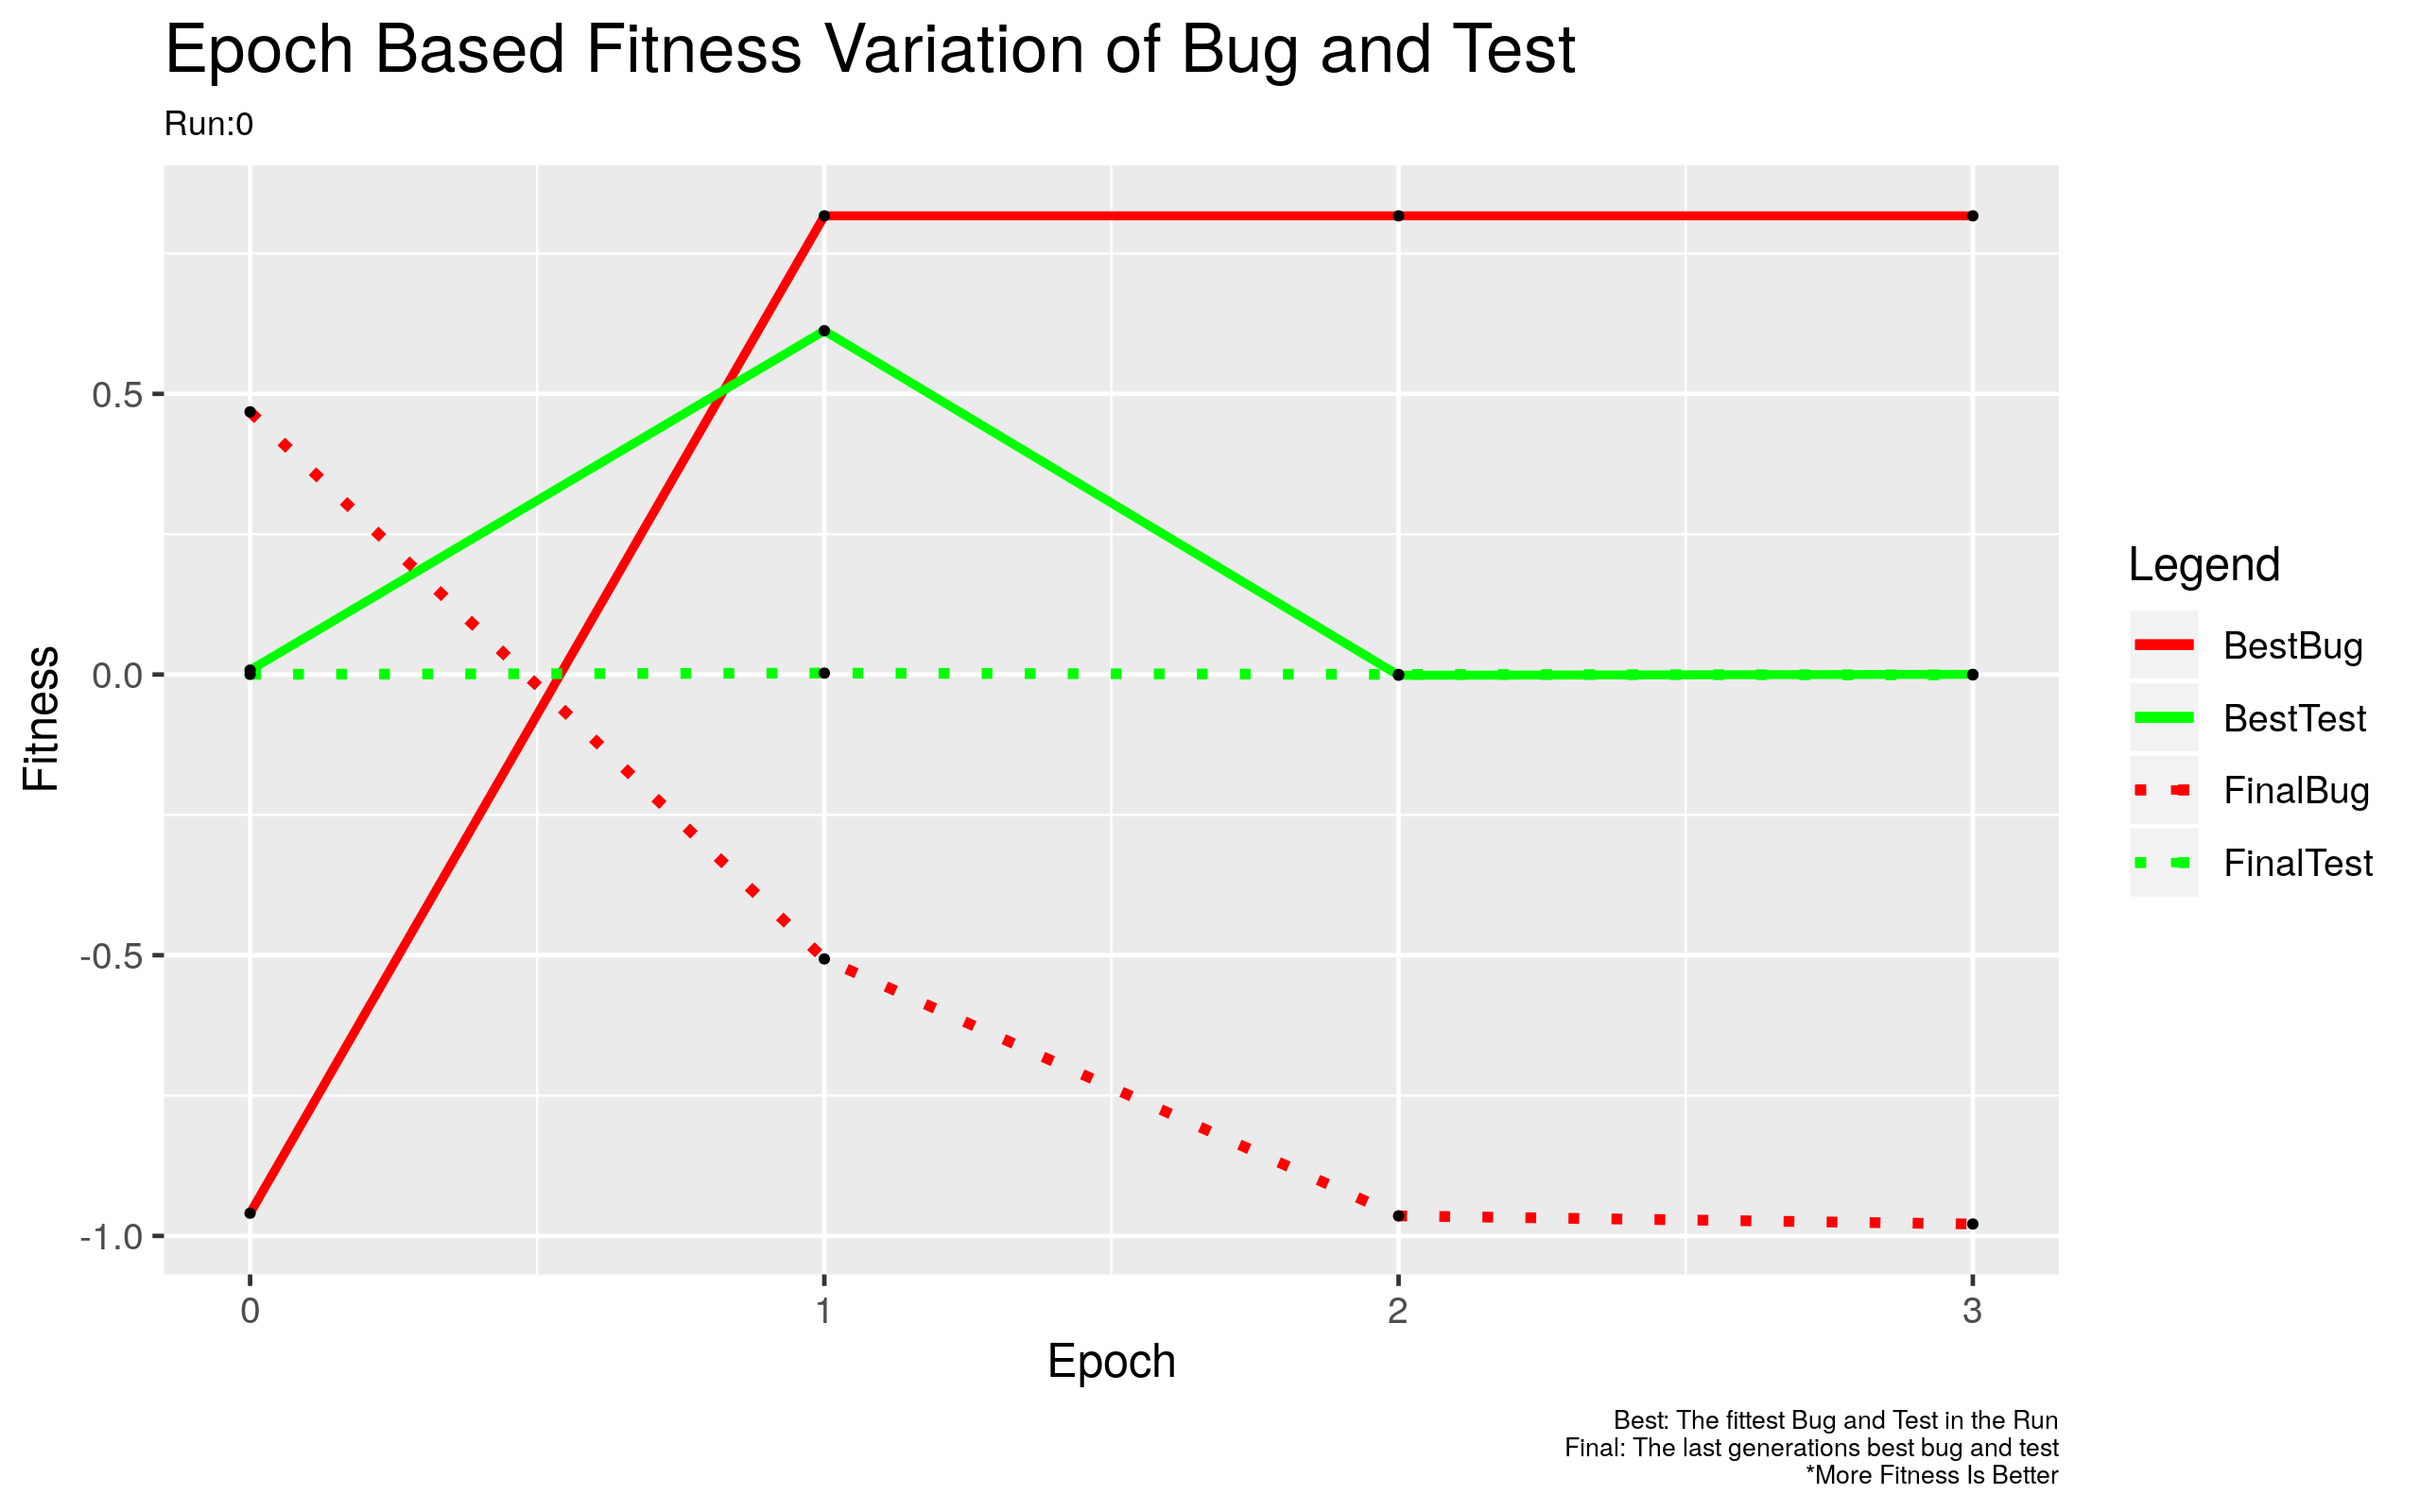 Epoch Based Fitness Variation of Bug and Test
Run:0
Fitness
0.5
0.0
-0.5
-1.0
0 1 2 3
Epoch
Legend
BestBug
BestTest
FinalBug
FinalTest
Best: The fittest Bug and Test in the Run
Final: The last generations best bug and test
*More Fitness Is Better